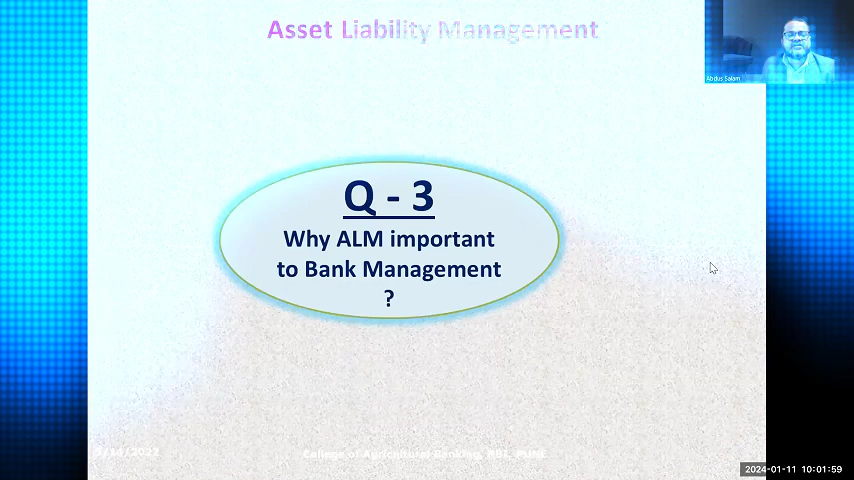 Asset Liability Management
Abdus Salam
Q - 3
Why ALM important
to Bank Management
?
College of Agricultural Banking, RBI, PUNE
2024-01-11 10:01:59